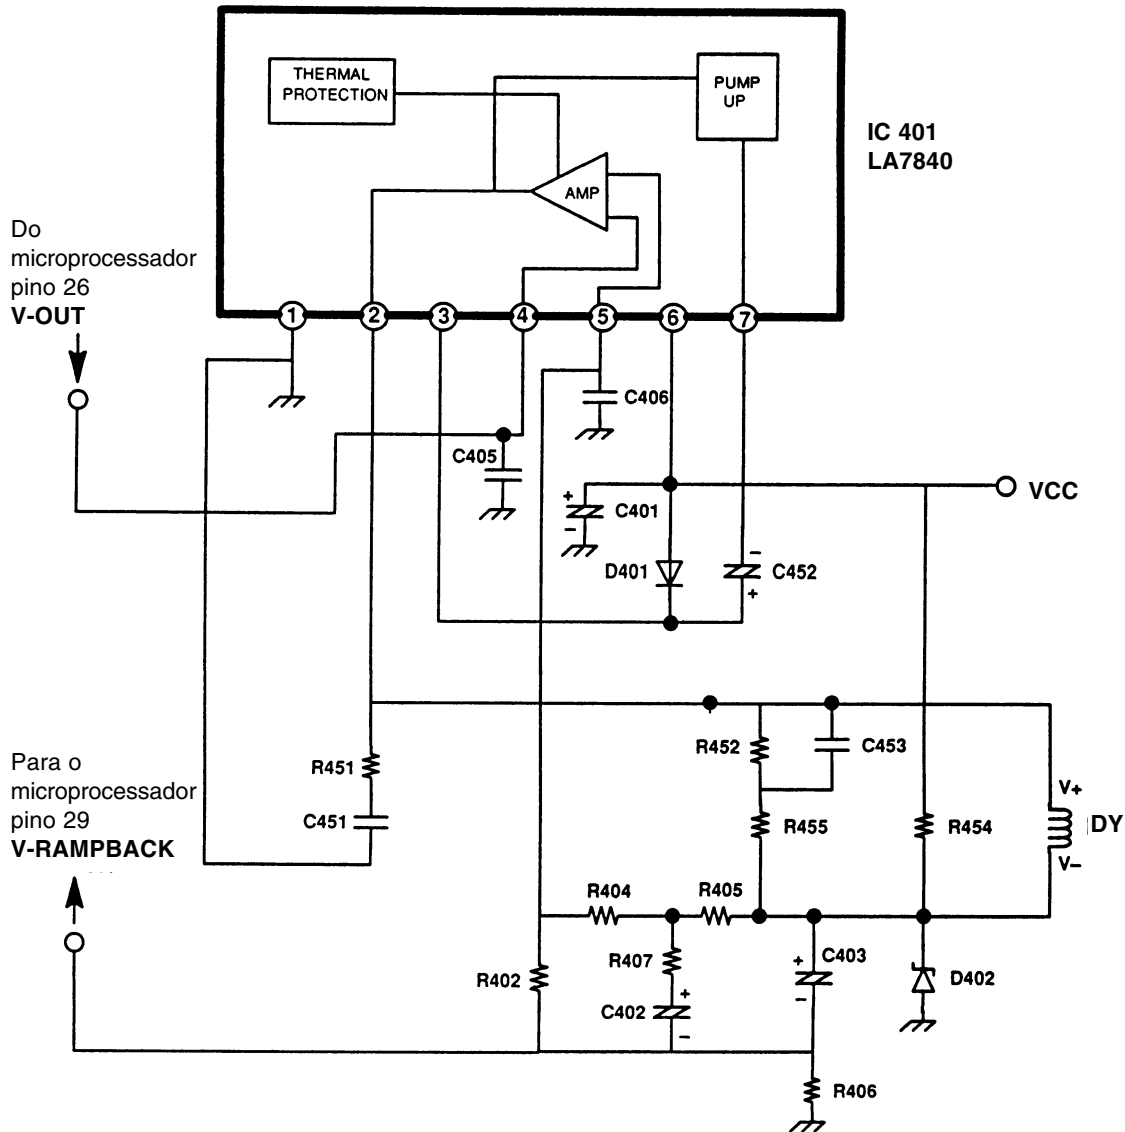 THERMAL
PROTECTION
PUMP
UP
AMP
IC 401
LA7840
Do
microprocessador
pino 26
V-OUT
1
2
3
4
5
6
7
C406
C405
C401
+
−
VCC
D401
−
C452
+
R452
C453
R451
C451
R455
R454
V+
DY
V−
Para o
microprocessador
pino 29
V-RAMPBACK
R404
R405
R407
C403
+
−
R402
C402
+
−
D402
R406